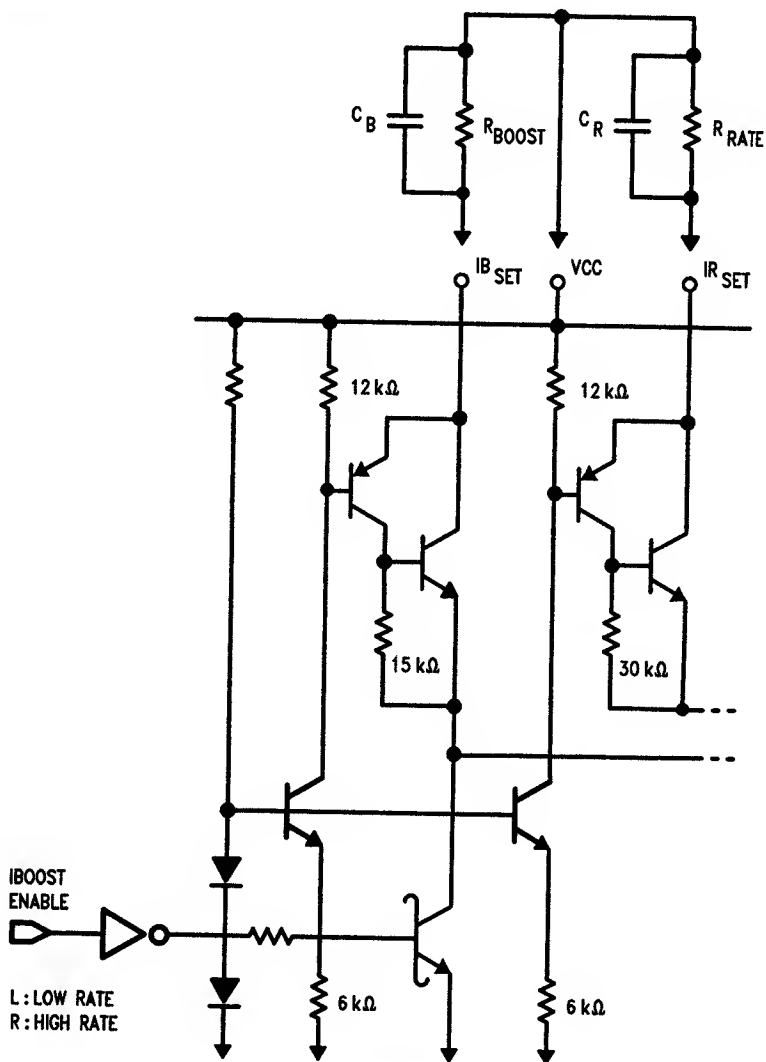 C B
R BOOST
C R
R RATE
IB SET
VCC
IR SET
12 kΩ
12 kΩ
15 kΩ
30 kΩ
IBOOST
ENABLE
L : LOW RATE
R : HIGH RATE
6 kΩ
6 kΩ